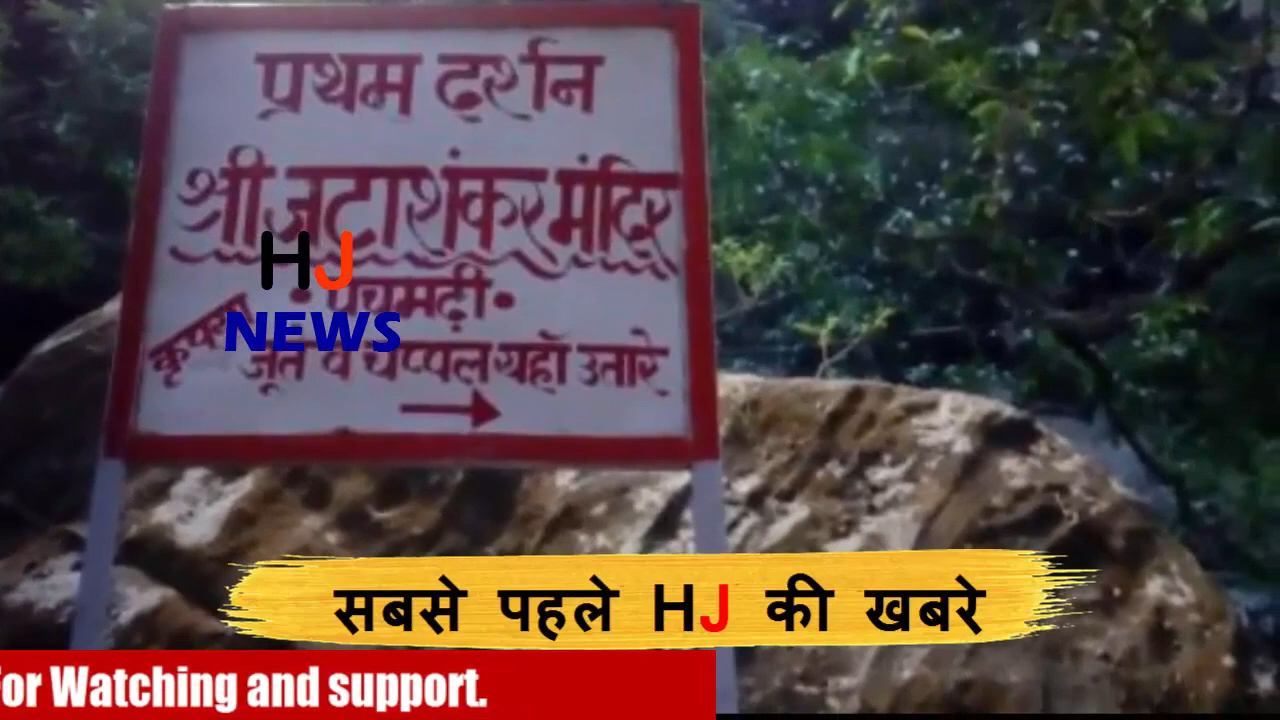 प्रथम दर्शन
श्री जटाशंकर मंदिर
• पचमढ़ी •
कृपया जूते व चप्पल यहाँ उतारे
HJ
NEWS
सबसे पहले HJ की खबरे
For Watching and support.